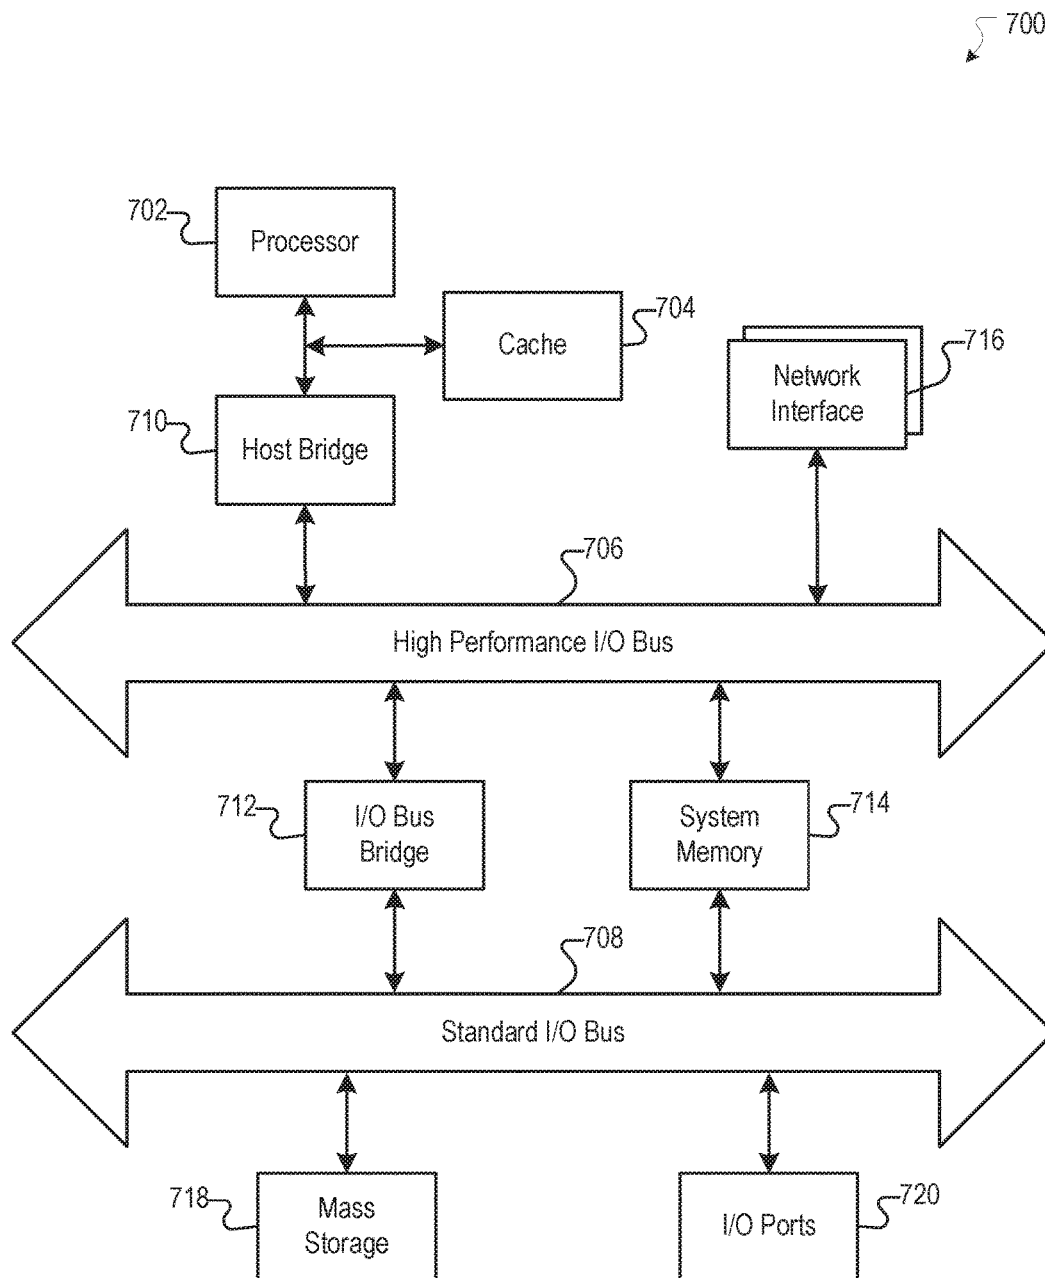 700
702
Processor
704
Cache
716
Network
Interface
710
Host Bridge
706
High Performance I/O Bus
712
I/O Bus
Bridge
714
System
Memory
708
Standard I/O Bus
718
Mass
Storage
720
I/O Ports